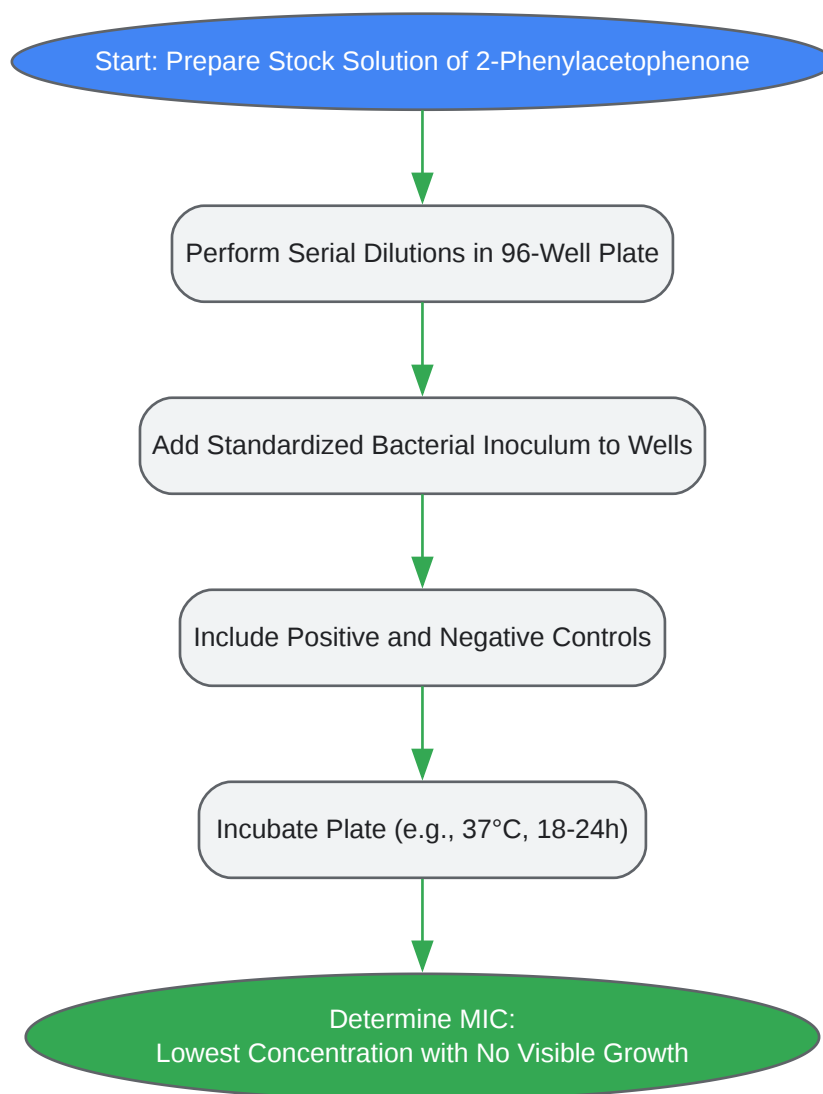 Start: Prepare Stock Solution of 2-Phenylacetophenone
Perform Serial Dilutions in 96-Well Plate
Add Standardized Bacterial Inoculum to Wells
Include Positive and Negative Controls
Incubate Plate (e.g., 37°C, 18-24h)
Determine MIC:
Lowest Concentration with No Visible Growth